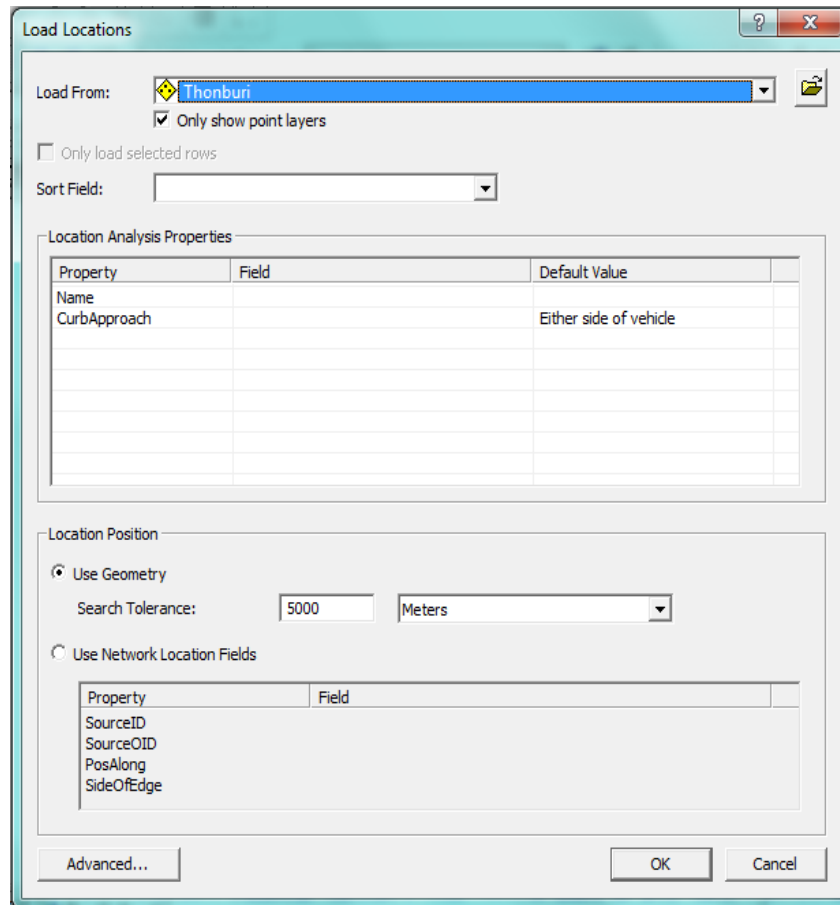 Load Locations
Load From: Thonburi
Only show point layers
Only load selected rows
Sort Field:
Location Analysis Properties
Property Field Default Value
Name
CurbApproach Either side of vehicle
Location Position
Use Geometry
Search Tolerance: 5000 Meters
Use Network Location Fields
Property Field
SourceID
SourceOID
PosAlong
SideOfEdge
Advanced... OK Cancel